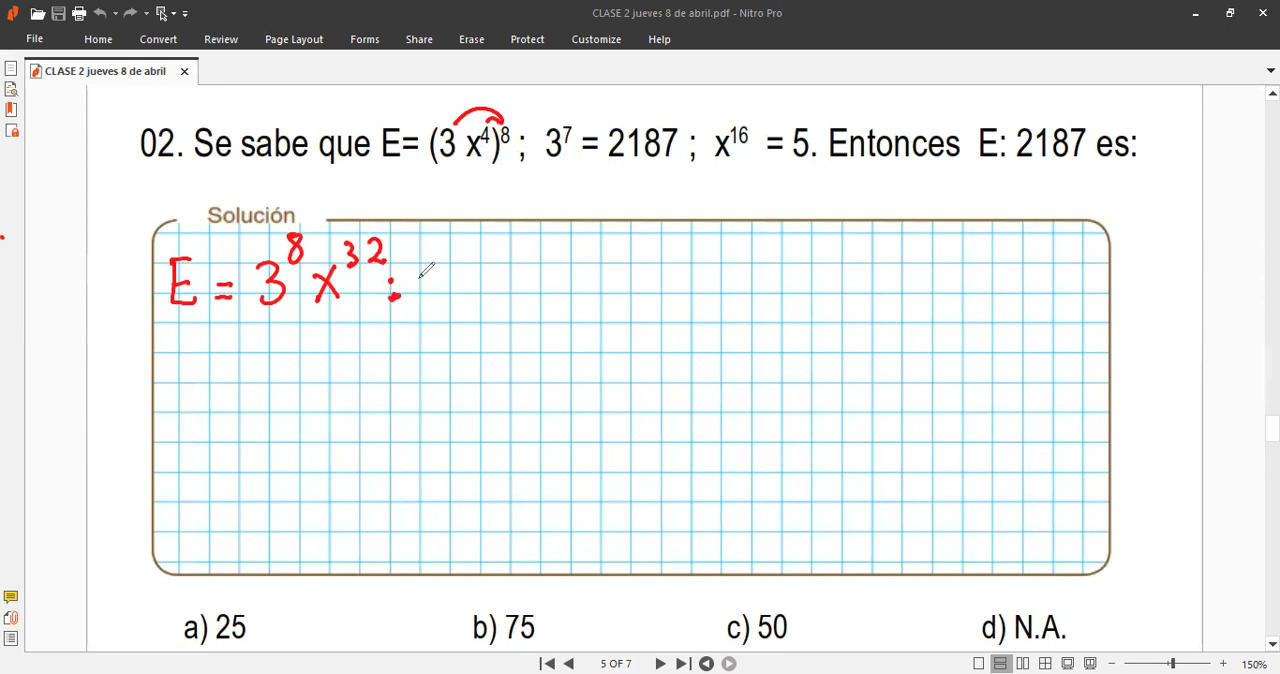 CLASE 2 jueves 8 de abril.pdf - Nitro Pro
File Home Convert Review Page Layout Forms Share Erase Protect Customize Help
CLASE 2 jueves 8 de abril
02. Se sabe que E= (3 x⁴)⁸ ; 3⁷ = 2187 ; x¹⁶ = 5. Entonces E: 2187 es:
Solución
E = 3⁸ x³² :
a) 25 b) 75 c) 50 d) N.A.
5 OF 7 150%